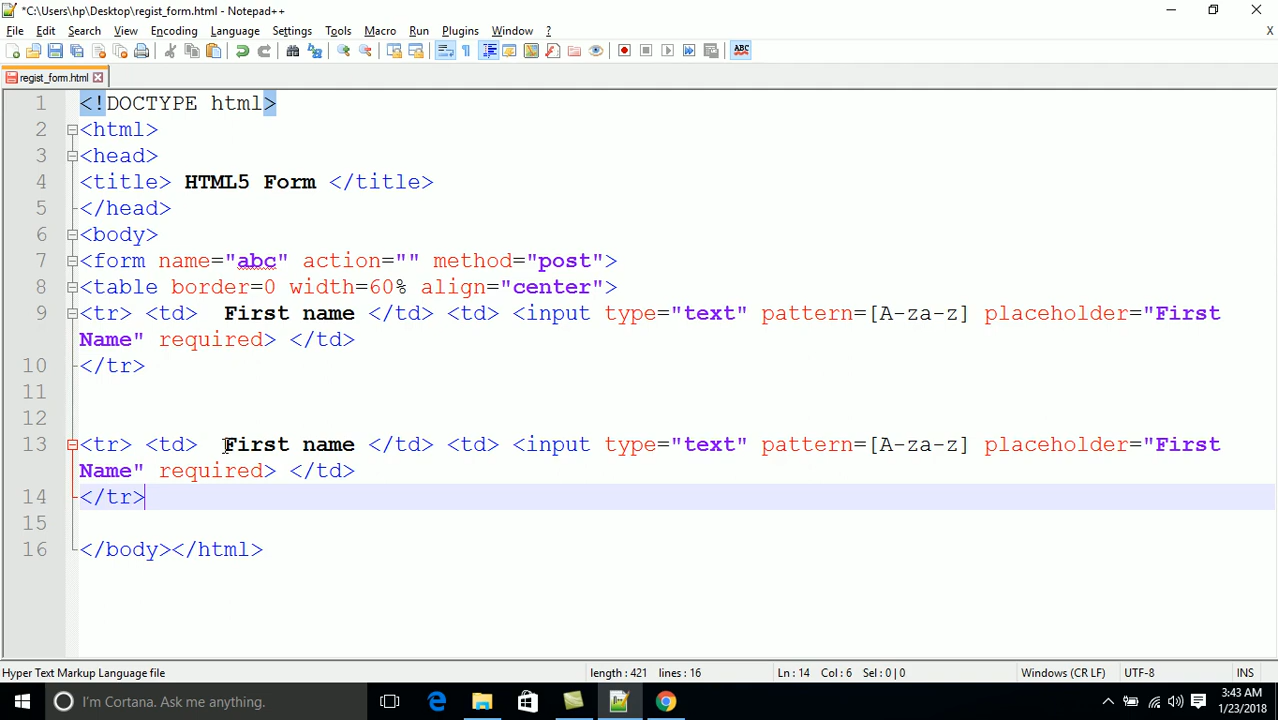 *C:\Users\hp\Desktop\regist_form.html - Notepad++
File Edit Search View Encoding Language Settings Tools Macro Run Plugins Window ?
X
ABC
regist_form.html
1 <!DOCTYPE html>
2 <html>
3 <head>
4 <title> HTML5 Form </title>
5 </head>
6 <body>
7 <form name="abc" action="" method="post">
8 <table border=0 width=60% align="center">
9 <tr> <td>  First name </td> <td> <input type="text" pattern=[A-za-z] placeholder="First
Name" required> </td>
10 </tr>
11
12
13 <tr> <td>  First name </td> <td> <input type="text" pattern=[A-za-z] placeholder="First
Name" required> </td>
14 </tr>
15
16 </body></html>
Hyper Text Markup Language file length : 421 lines : 16 Ln : 14 Col : 6 Sel : 0 | 0 Windows (CR LF) UTF-8 INS
I'm Cortana. Ask me anything.
3:43 AM
1/23/2018